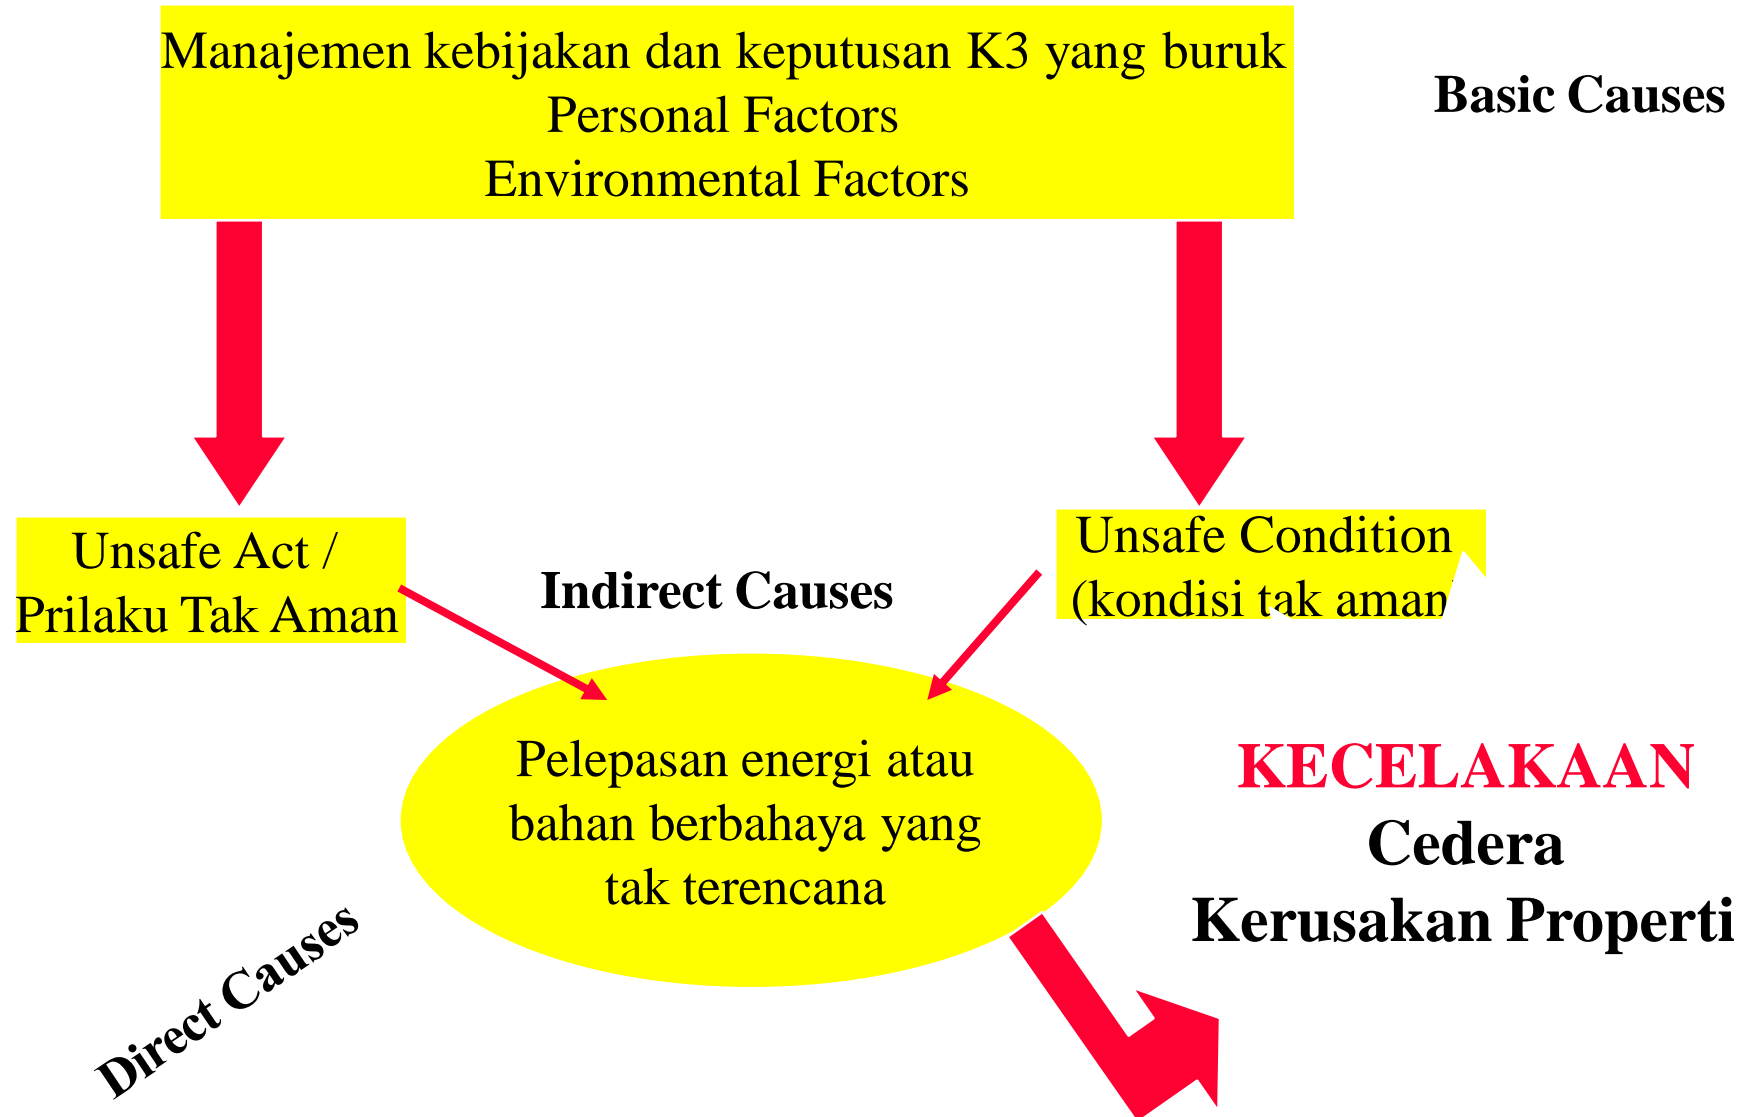 Manajemen kebijakan dan keputusan K3 yang buruk
Personal Factors
Environmental Factors
Basic Causes
Unsafe Act /
Prilaku Tak Aman
Indirect Causes
Unsafe Condition
(kondisi tak aman
Pelepasan energi atau
bahan berbahaya yang
tak terencana
KECELAKAAN
Cedera
Kerusakan Properti
Direct Causes